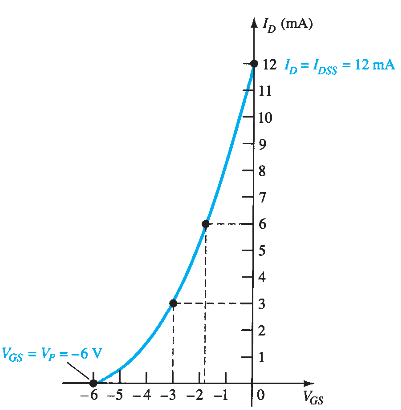 I_D (mA)
12 I_D = I_DSS = 12 mA
11
10
9
8
7
6
5
4
3
2
1
V_GS = V_P = –6 V
–6 –5 –4 –3 –2 –1 0 V_GS